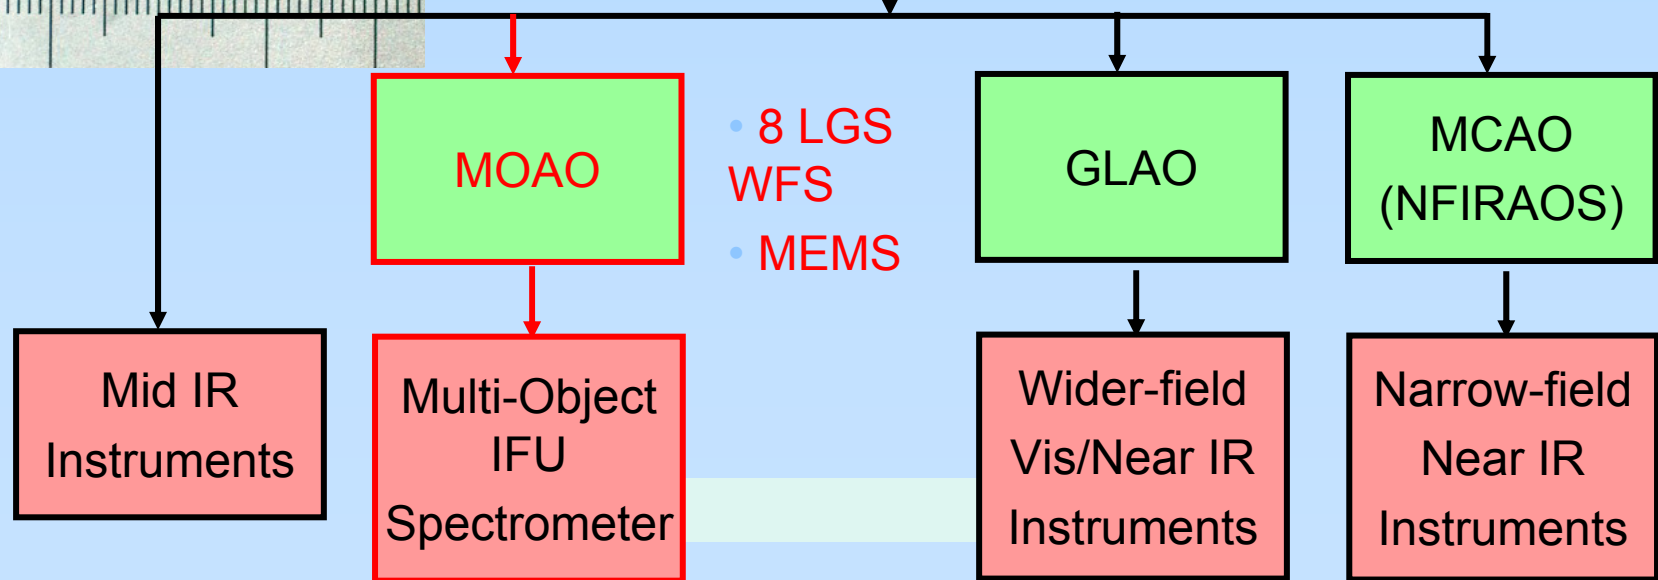 MOAO
• 8 LGS
WFS
• MEMS
GLAO
MCAO
(NFIRAOS)
Mid IR
Instruments
Multi-Object
IFU
Spectrometer
Wider-field
Vis/Near IR
Instruments
Narrow-field
Near IR
Instruments